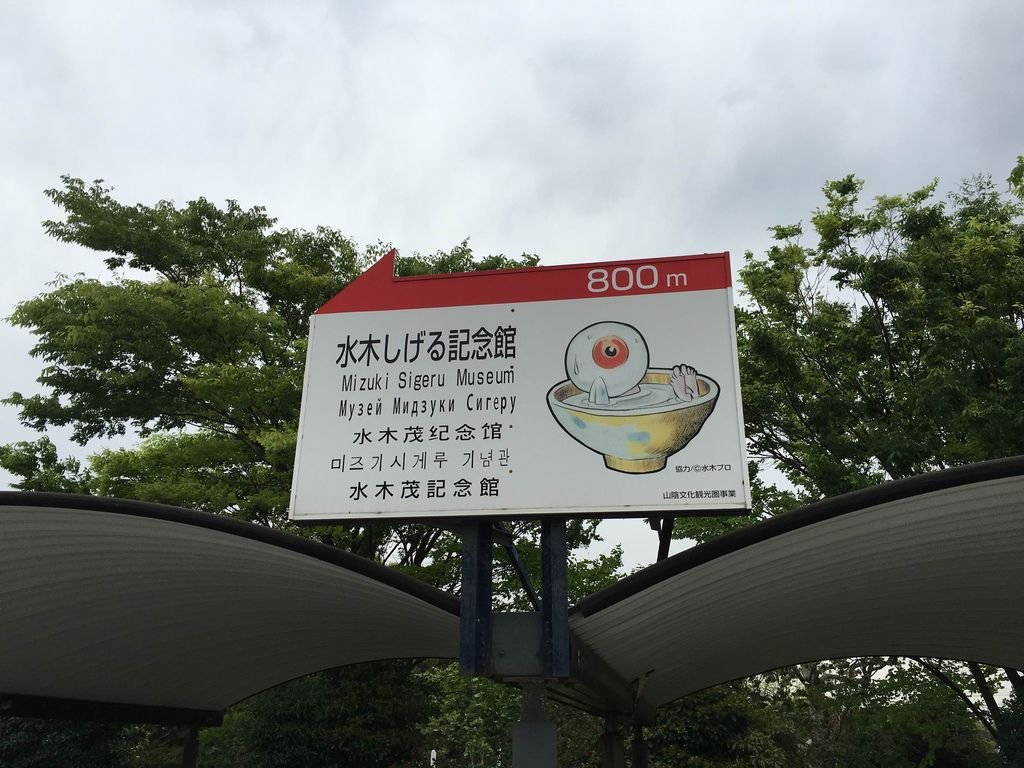 800 m
水木しげる記念館
Mizuki Sigeru Museum
Музей Мидзуки Сигеру
水木茂纪念馆
미즈기시게루 기념관
水木茂記念館
協力/©水木プロ
山陰文化観光圏事業